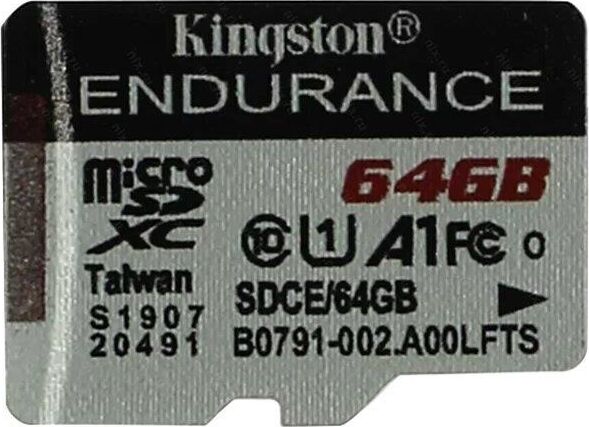 Kingston®
ENDURANCE
micro
SD
XC
64GB
10 U1 A1 FC o
Taiwan
SDCE/64GB
S1907
20491
B0791-002.A00LFTS